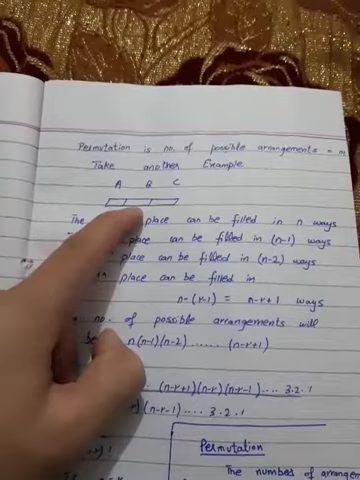 Permutation is no. of possible arrangements =
Take another Example
A B C
The place can be filled in n ways
place can be filled in (n-1) ways
place can be filled in (n-2) ways
place can be filled in
n-(r-1) = n-r+1 ways
no. of possible arrangements will
be n(n-1)(n-2)......(n-r+1)
(n-r+1)(n-r)(n-r-1)....3.2.1
(n-r-1)....3.2.1
Permutation
The numbers of arrangem